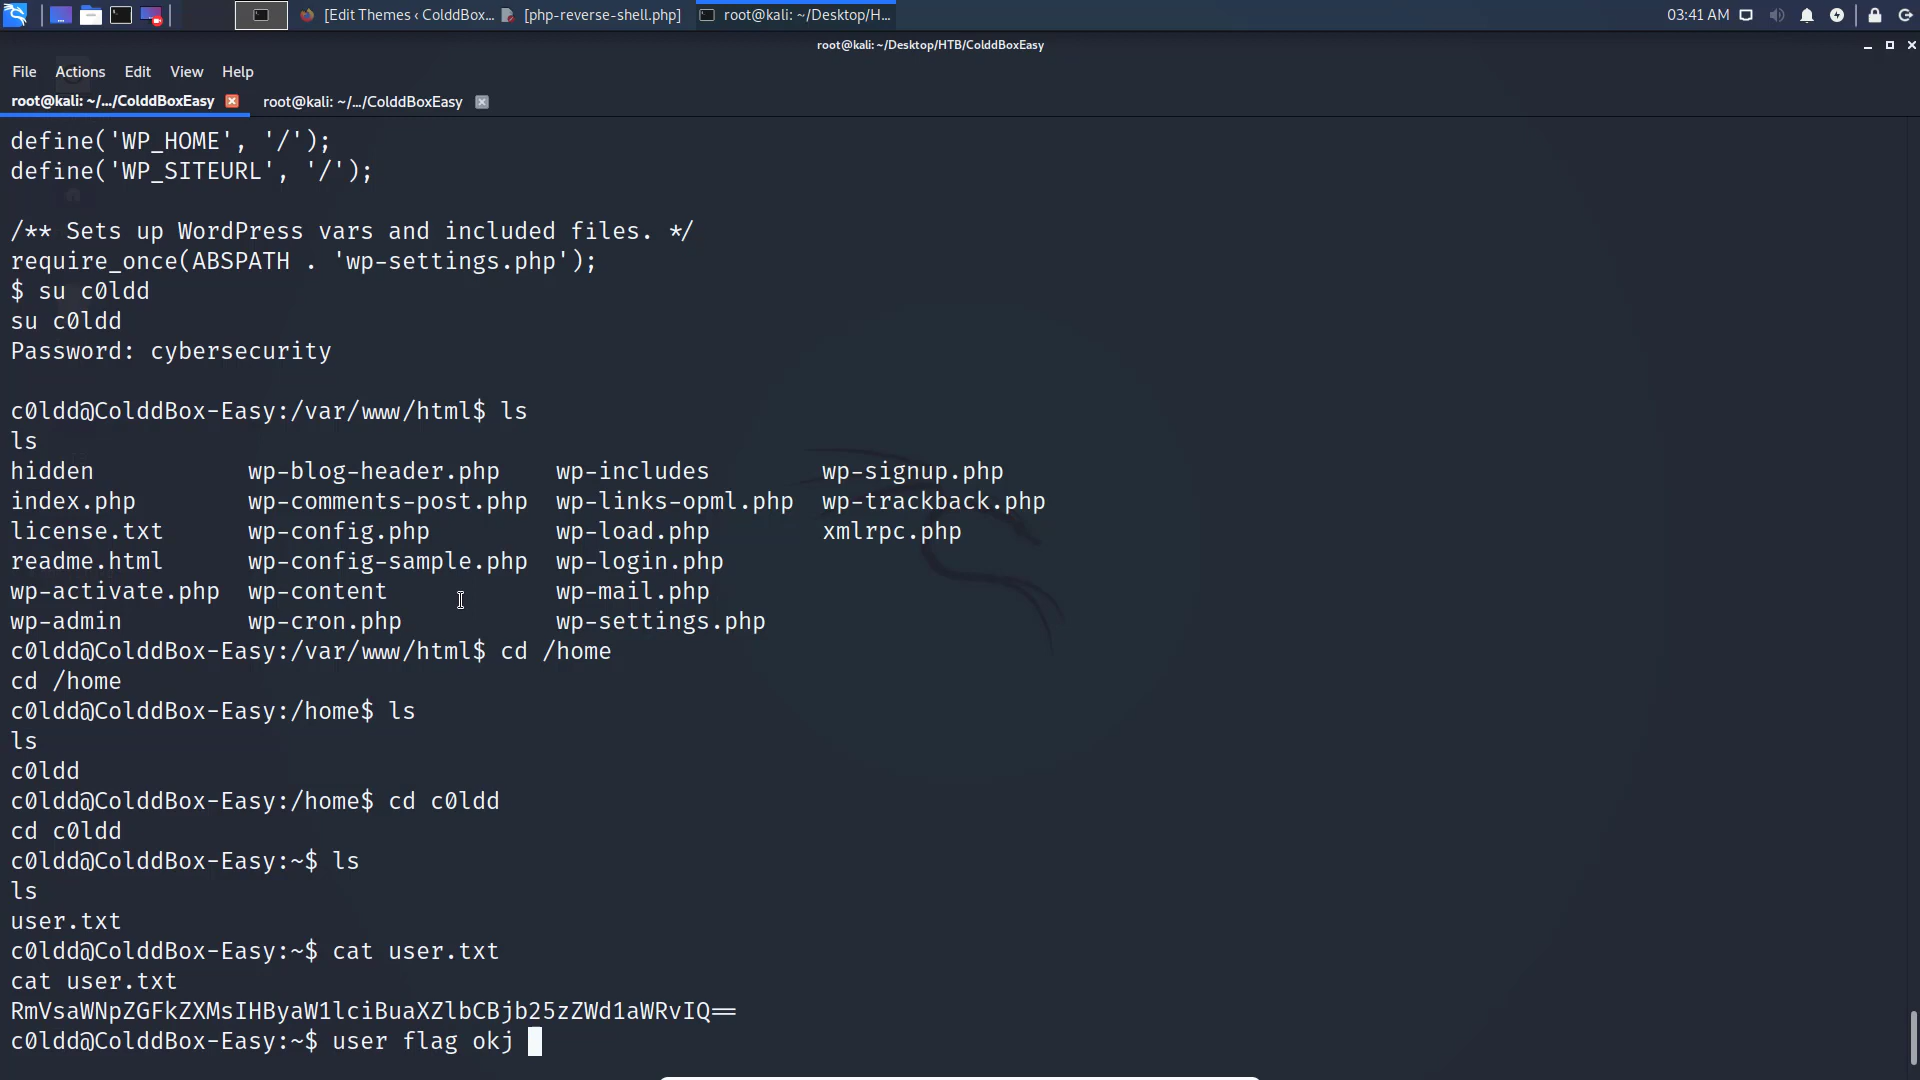 [Edit Themes ‹ ColddBox...
[php-reverse-shell.php]
root@kali: ~/Desktop/H...
03:41 AM
root@kali: ~/Desktop/HTB/ColddBoxEasy
File Actions Edit View Help
root@kali: ~/.../ColddBoxEasy
root@kali: ~/.../ColddBoxEasy
define('WP_HOME', '/');
define('WP_SITEURL', '/');
/** Sets up WordPress vars and included files. */
require_once(ABSPATH . 'wp-settings.php');
$ su c0ldd
su c0ldd
Password: cybersecurity
c0ldd@ColddBox-Easy:/var/www/html$ ls
ls
hidden wp-blog-header.php wp-includes wp-signup.php
index.php wp-comments-post.php wp-links-opml.php wp-trackback.php
license.txt wp-config.php wp-load.php xmlrpc.php
readme.html wp-config-sample.php wp-login.php
wp-activate.php wp-content wp-mail.php
wp-admin wp-cron.php wp-settings.php
c0ldd@ColddBox-Easy:/var/www/html$ cd /home
cd /home
c0ldd@ColddBox-Easy:/home$ ls
ls
c0ldd
c0ldd@ColddBox-Easy:/home$ cd c0ldd
cd c0ldd
c0ldd@ColddBox-Easy:~$ ls
ls
user.txt
c0ldd@ColddBox-Easy:~$ cat user.txt
cat user.txt
RmVsaWNpZGFkZXMsIHByaW1lciBuaXZlbCBjb25zZWd1aWRvIQ==
c0ldd@ColddBox-Easy:~$ user flag okj